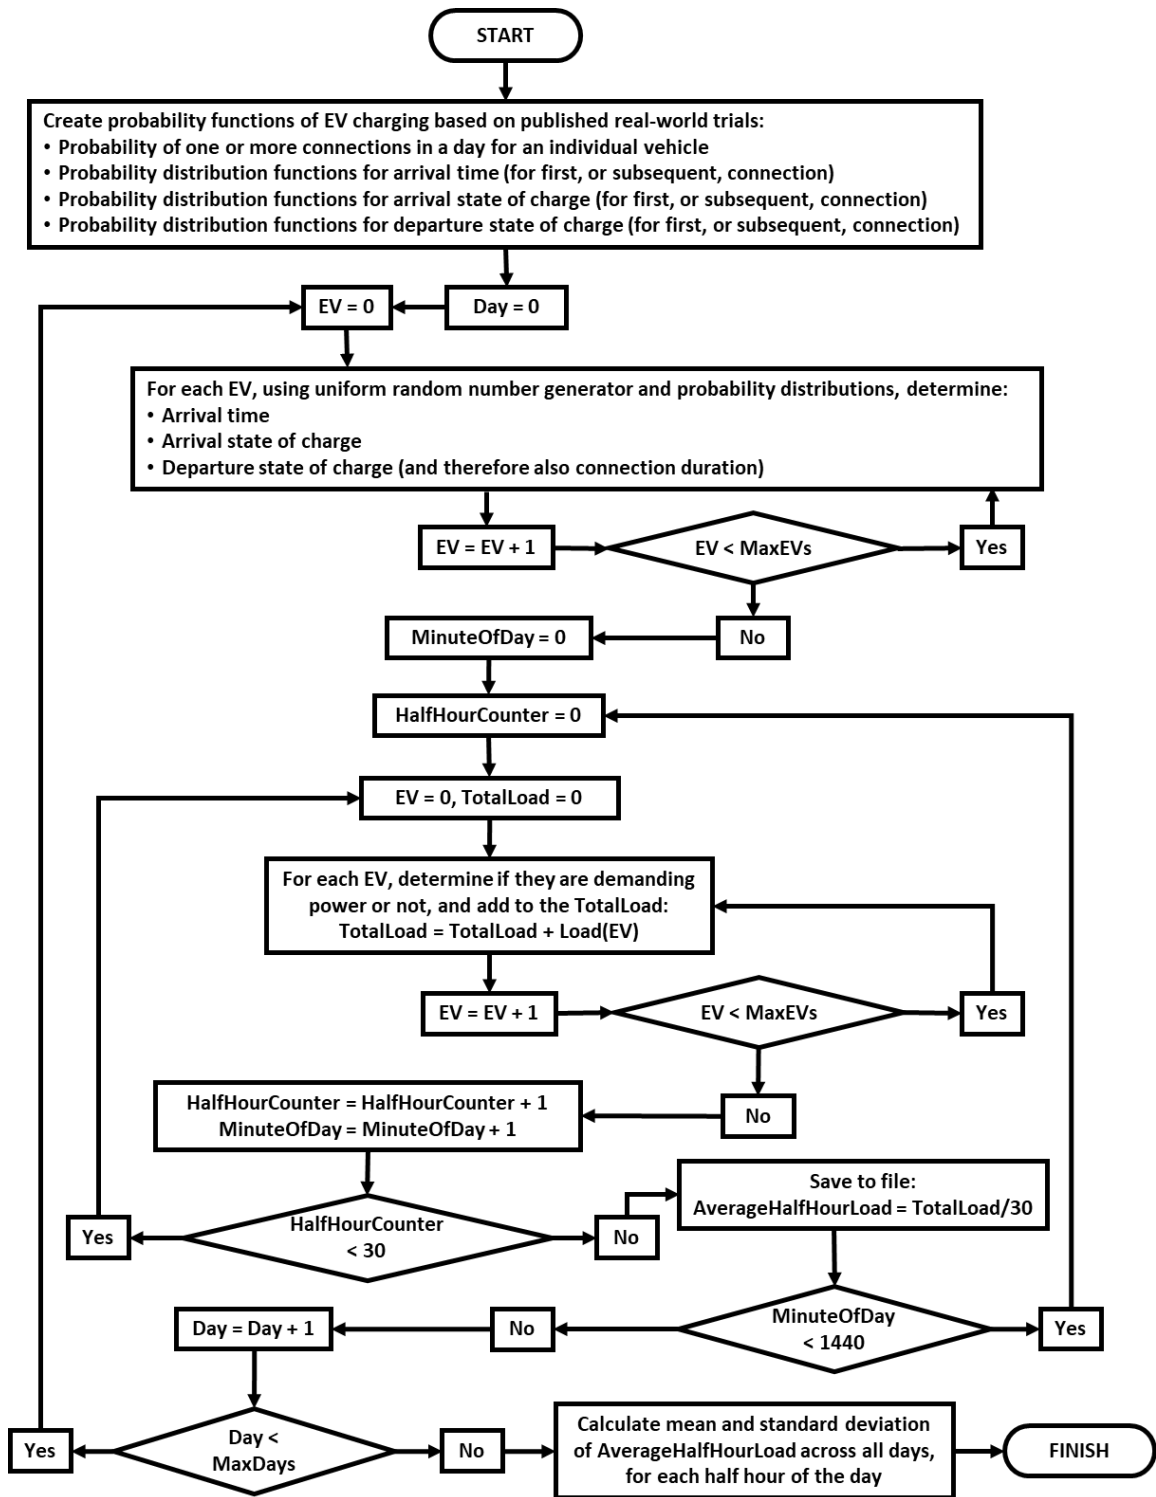 START
Create probability functions of EV charging based on published real-world trials:
• Probability of one or more connections in a day for an individual vehicle
• Probability distribution functions for arrival time (for first, or subsequent, connection)
• Probability distribution functions for arrival state of charge (for first, or subsequent, connection)
• Probability distribution functions for departure state of charge (for first, or subsequent, connection)
EV = 0
Day = 0
For each EV, using uniform random number generator and probability distributions, determine:
• Arrival time
• Arrival state of charge
• Departure state of charge (and therefore also connection duration)
EV = EV + 1
EV < MaxEVs
Yes
MinuteOfDay = 0
No
HalfHourCounter = 0
EV = 0, TotalLoad = 0
For each EV, determine if they are demanding
power or not, and add to the TotalLoad:
TotalLoad = TotalLoad + Load(EV)
EV = EV + 1
EV < MaxEVs
Yes
HalfHourCounter = HalfHourCounter + 1
MinuteOfDay = MinuteOfDay + 1
No
Save to file:
AverageHalfHourLoad = TotalLoad/30
Yes
HalfHourCounter
< 30
No
Day = Day + 1
No
MinuteOfDay
< 1440
Yes
Yes
Day <
MaxDays
No
Calculate mean and standard deviation
of AverageHalfHourLoad across all days,
for each half hour of the day
FINISH